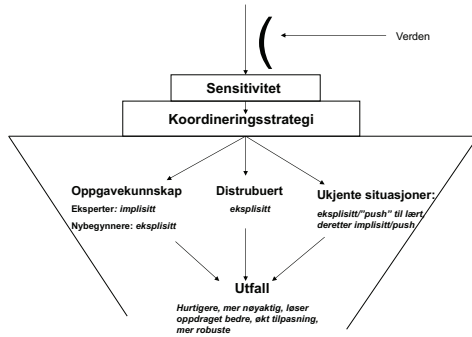 Verden
Sensitivitet
Koordineringsstrategi
Oppgavekunnskap
Eksperter: implisitt
Nybegynnere: eksplisitt
Distrubuert
eksplisitt
Ukjente situasjoner:
eksplisitt/"push" til lært,
deretter implisitt/push
Utfall
Hurtigere, mer nøyaktig, løser
oppdraget bedre, økt tilpasning,
mer robuste